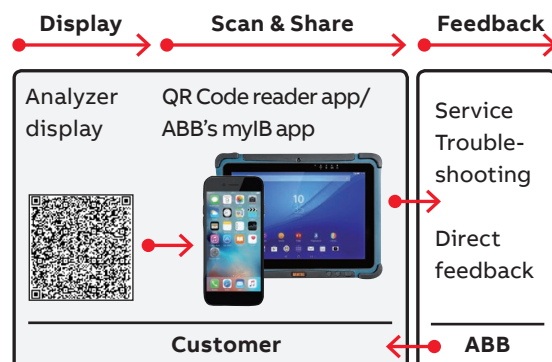 Display
Scan & Share
Feedback
Analyzer
display
QR Code reader app/
ABB's myIB app
10
Service
Trouble-
shooting
Direct
feedback
Customer
ABB